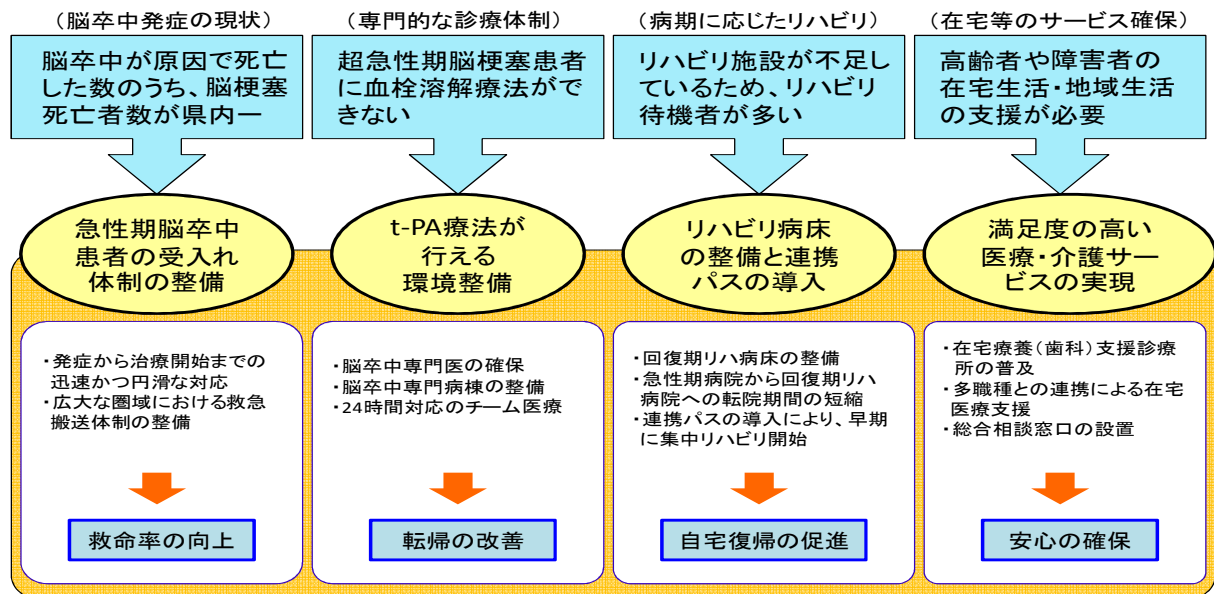 (脳卒中発症の現状)
脳卒中が原因で死亡
した数のうち、脳梗塞
死亡者数が県内一
急性期脳卒中
患者の受入れ
体制の整備
・発症から治療開始までの
迅速かつ円滑な対応
・広大な圏域における救急
搬送体制の整備
救命率の向上
(専門的な診療体制)
超急性期脳梗塞患者
に血栓溶解療法がで
きない
t-PA療法が
行える
環境整備
・脳卒中専門医の確保
・脳卒中専門病棟の整備
・24時間対応のチーム医療
転帰の改善
(病期に応じたリハビリ)
リハビリ施設が不足し
ているため、リハビリ
待機者が多い
リハビリ病床
の整備と連携
パスの導入
・回復期リハ病床の整備
・急性期病院から回復期リハ
病院への転院期間の短縮
・連携パスの導入により、早期
に集中リハビリ開始
自宅復帰の促進
(在宅等のサービス確保)
高齢者や障害者の
在宅生活・地域生活
の支援が必要
満足度の高い
医療・介護サー
ビスの実現
・在宅療養(歯科)支援診療
所の普及
・多職種との連携による在宅
医療支援
・総合相談窓口の設置
安心の確保